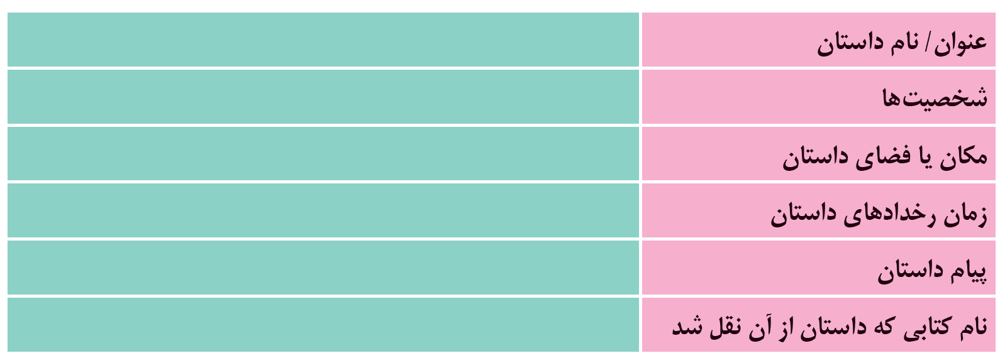 عنوان/ نام داستان
شخصیت‌ها
مکان یا فضای داستان
زمان رخدادهای داستان
پیام داستان
نام کتابی که داستان از آن نقل شد